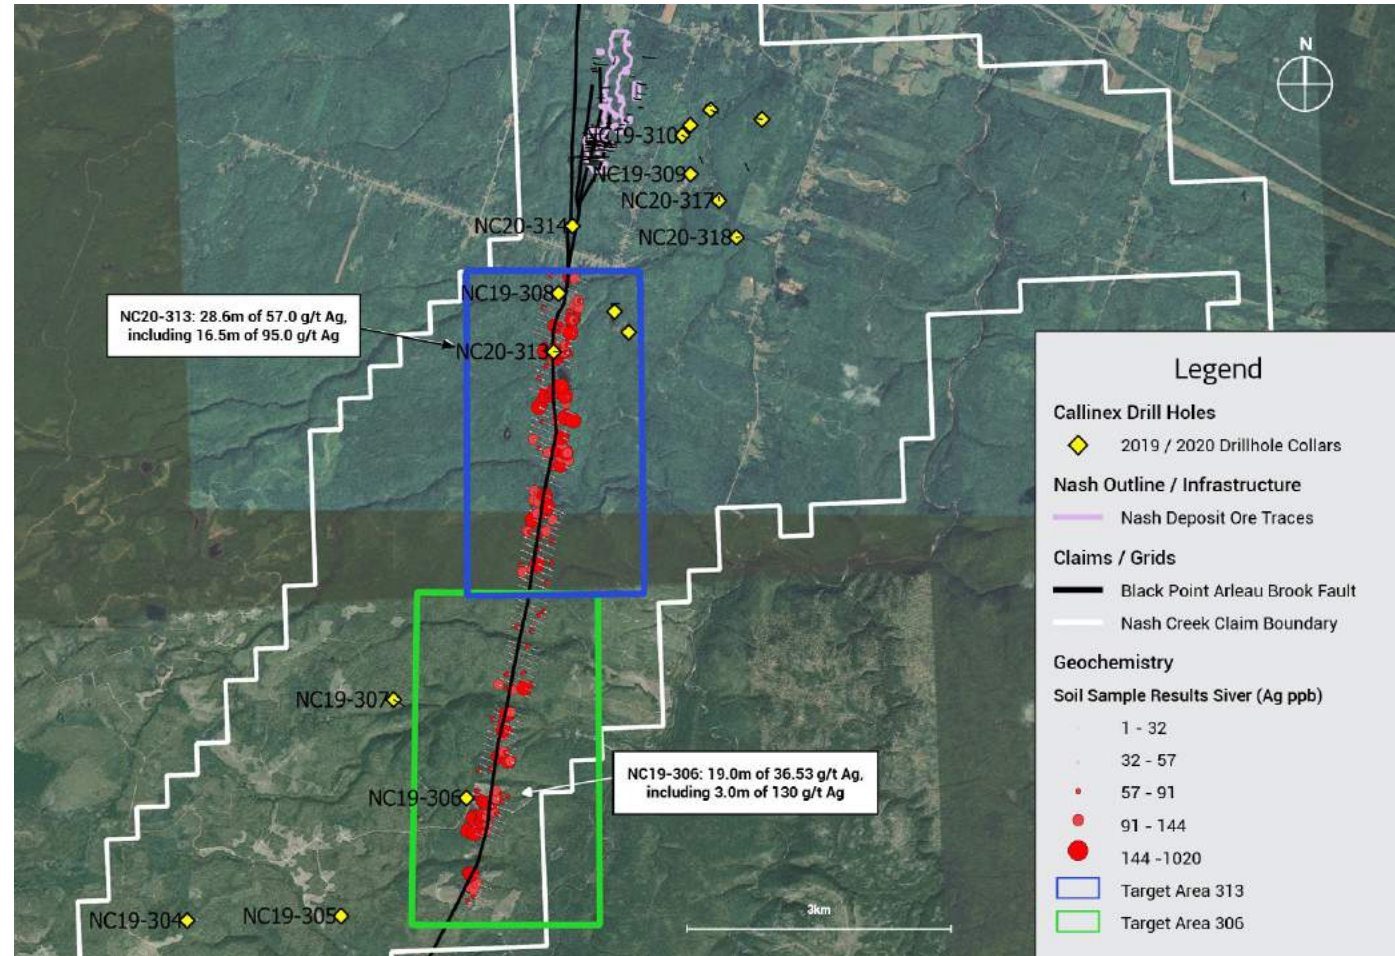 N
NC19-310
NC19-309
NC20-317
NC20-314
NC20-318
NC19-308
NC20-313: 28.6m of 57.0 g/t Ag,
including 16.5m of 95.0 g/t Ag
NC20-313
Legend
Callinex Drill Holes
2019 / 2020 Drillhole Collars
Nash Outline / Infrastructure
Nash Deposit Ore Traces
Claims / Grids
Black Point Arleau Brook Fault
Nash Creek Claim Boundary
Geochemistry
Soil Sample Results Siver (Ag ppb)
1 - 32
32 - 57
57 - 91
91 - 144
144 -1020
Target Area 313
Target Area 306
NC19-307
NC19-306: 19.0m of 36.53 g/t Ag,
including 3.0m of 130 g/t Ag
NC19-306
NC19-304
NC19-305
3km